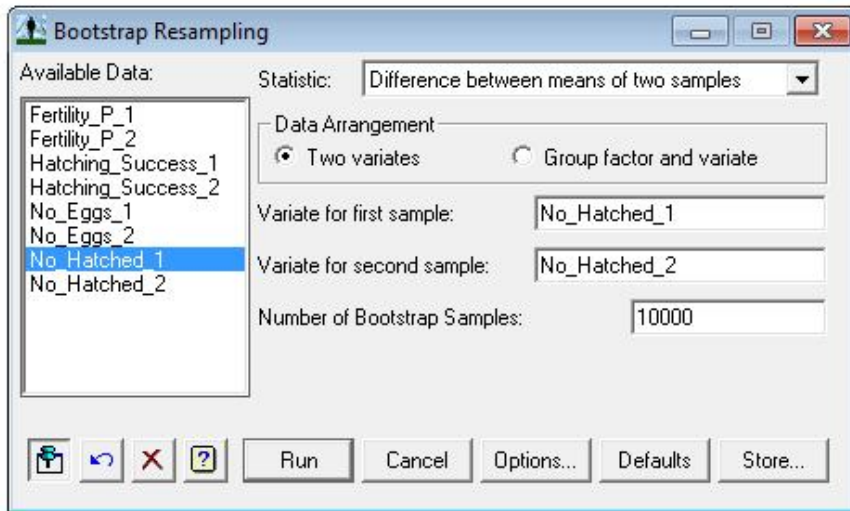 Bootstrap Resampling
Available Data:
Fertility_P_1
Fertility_P_2
Hatching_Success_1
Hatching_Success_2
No_Eggs_1
No_Eggs_2
No_Hatched_1
No_Hatched_2
Statistic: Difference between means of two samples
Data Arrangement
Two variates Group factor and variate
Variate for first sample: No_Hatched_1
Variate for second sample: No_Hatched_2
Number of Bootstrap Samples: 10000
Run Cancel Options... Defaults Store...